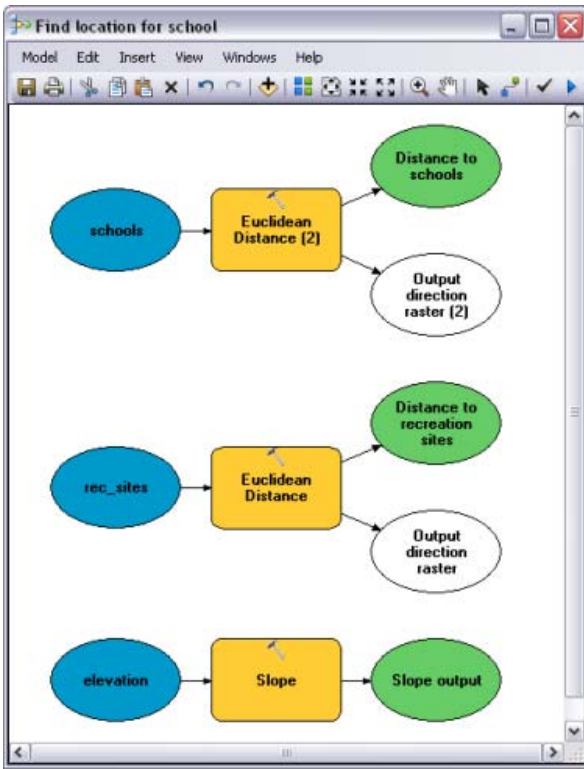 Find location for school
Model Edit Insert View Windows Help
Distance to
schools
schools
Euclidean
Distance (2)
Output
direction
raster (2)
Distance to
recreation
sites
rec_sites
Euclidean
Distance
Output
direction
raster
elevation
Slope
Slope output